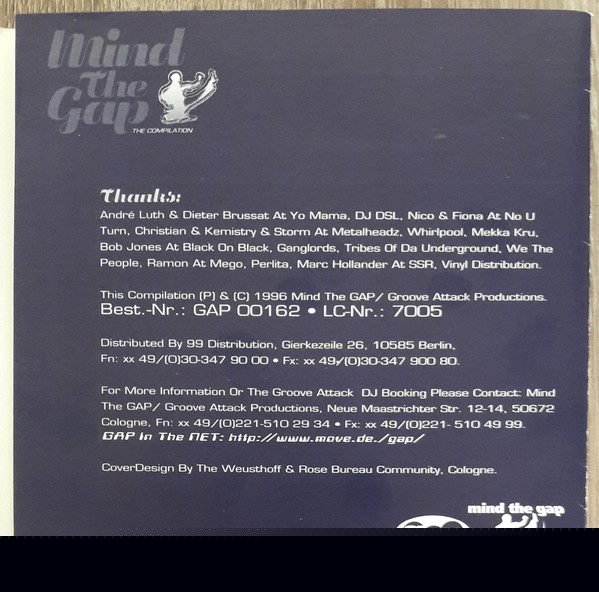 Mind
The
Gap
THE COMPILATION
Thanks:
André Luth & Dieter Brussat At Yo Mama, DJ DSL, Nico & Fiona At No U
Turn, Christian & Kemistry & Storm At Metalheadz, Whirlpool, Mekka Kru,
Bob Jones At Black On Black, Ganglords, Tribes Of Da Underground, We The
People, Ramon At Mego, Perlita, Marc Hollander At SSR, Vinyl Distribution.
This Compilation (P) & (C) 1996 Mind The GAP/ Groove Attack Productions.
Best.-Nr.: GAP 00162 • LC-Nr.: 7005
Distributed By 99 Distribution, Gierkezeile 26, 10585 Berlin,
Fn: xx 49/(0)30-347 90 00 • Fx: xx 49/(0)30-347 900 80.
For More Information Or The Groove Attack DJ Booking Please Contact: Mind
The GAP/ Groove Attack Productions, Neue Maastrichter Str. 12-14, 50672
Cologne, Fn: xx 49/(0)221-510 29 34 • Fx: xx 49/(0)221- 510 49 99.
GAP In The NET: http://www.move.de./gap/
CoverDesign By The Weusthoff & Rose Bureau Community, Cologne.
mind the gap